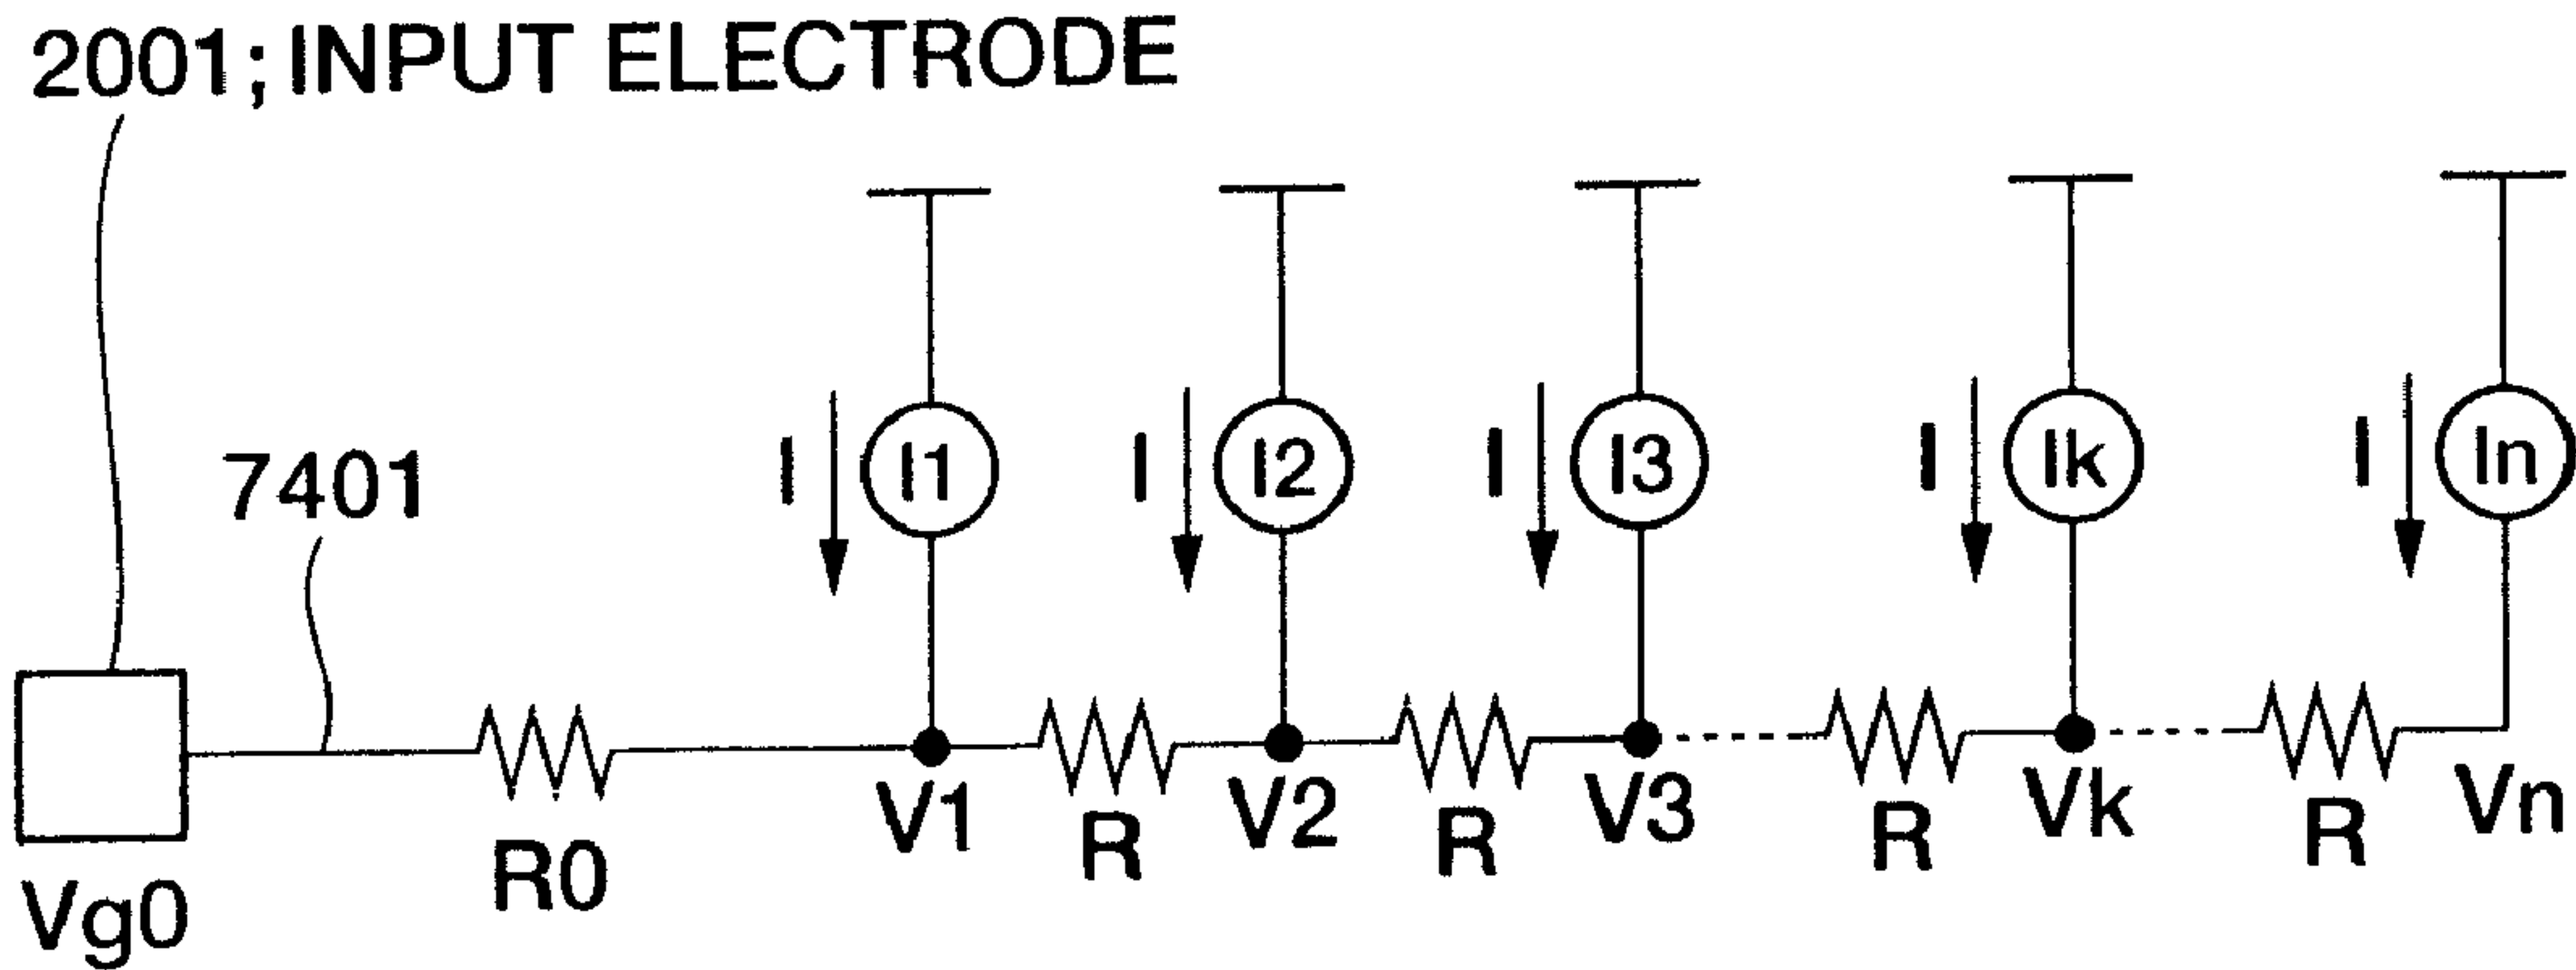 2001; INPUT ELECTRODE
7401
I I1 I I2 I I3 I Ik I In
V1 V2 V3 Vk Vn
R0 R R R R
Vg0